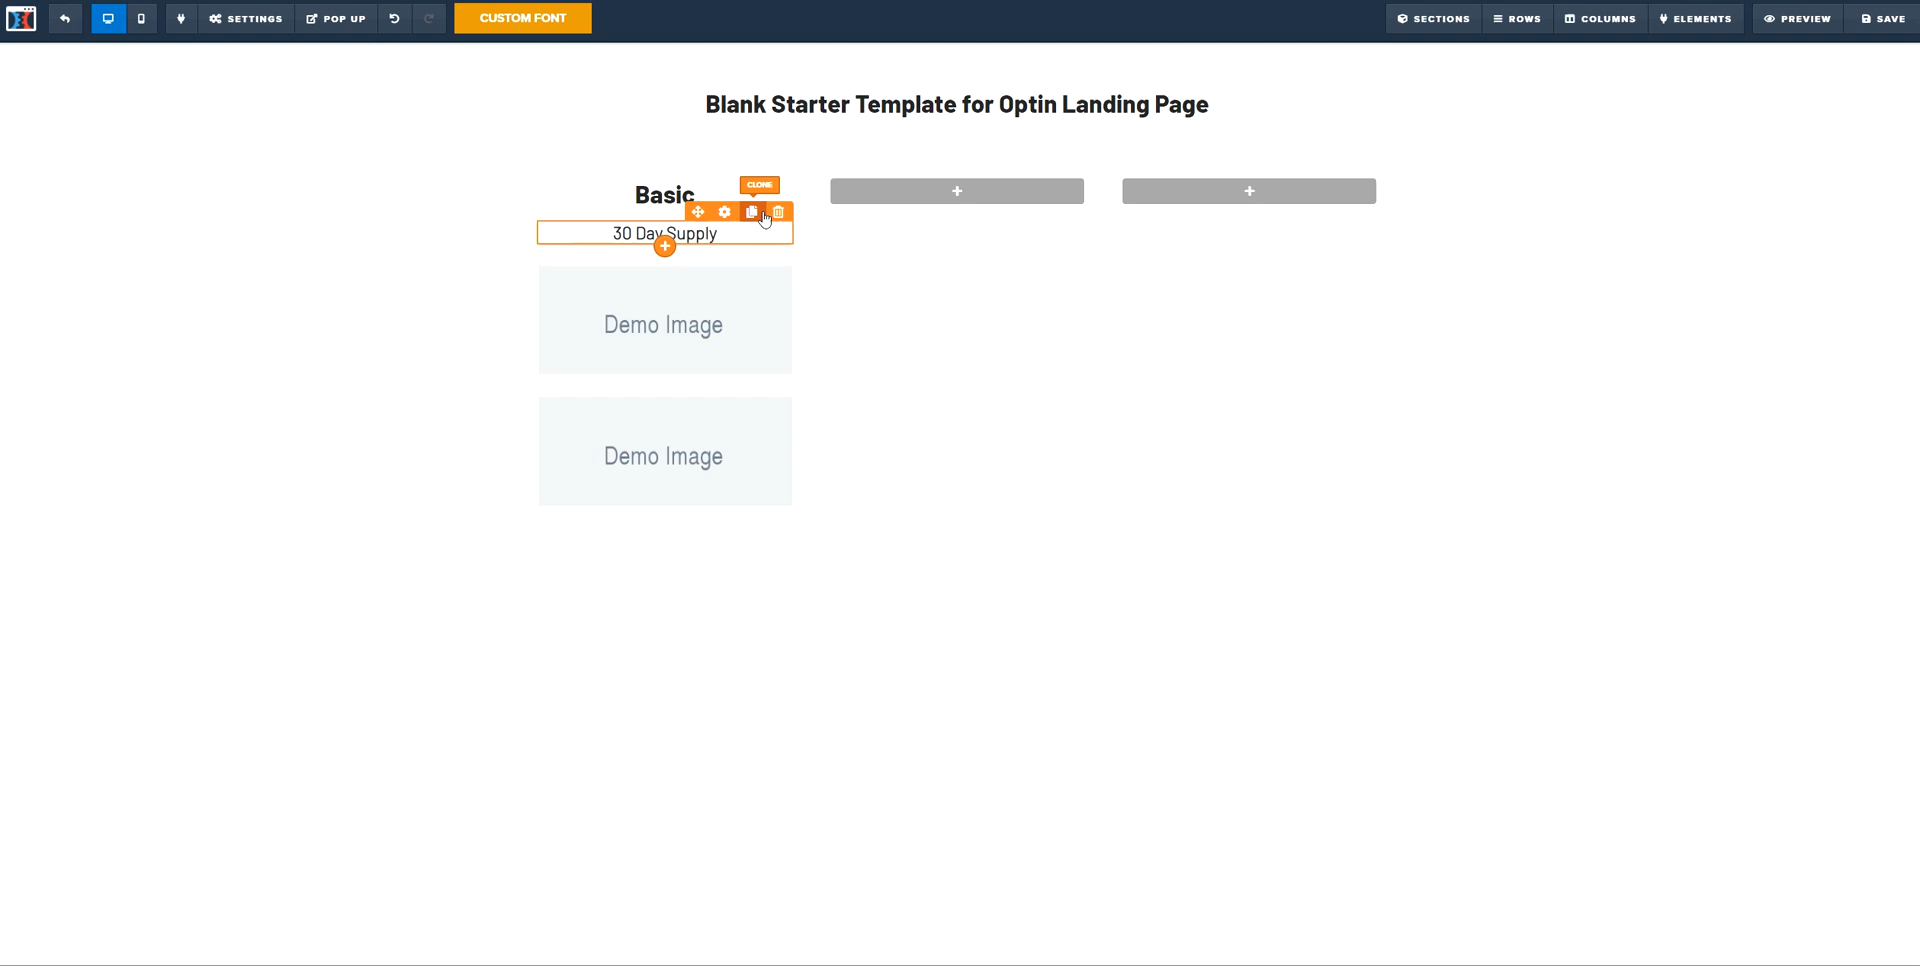 SETTINGS POP UP CUSTOM FONT SECTIONS ROWS COLUMNS ELEMENTS PREVIEW SAVE
Blank Starter Template for Optin Landing Page
CLONE
Basic
30 Day Supply
Demo Image
Demo Image